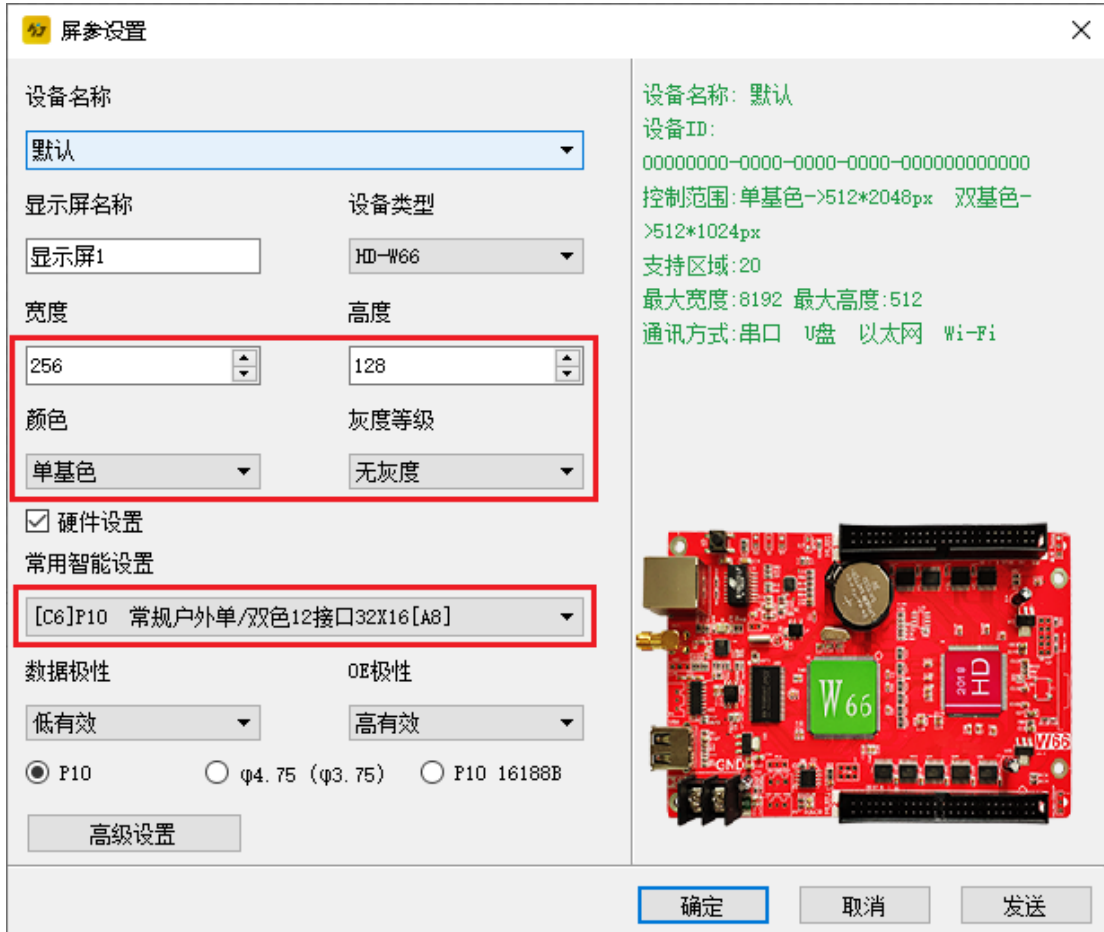 屏参设置
设备名称
默认
显示屏名称 设备类型
显示屏1 HD-W66
宽度 高度
256 128
颜色 灰度等级
单基色 无灰度
硬件设置
常用智能设置
[C6]P10 常规户外单/双色12接口32X16[A8]
数据极性 OE极性
低有效 高有效
P10 φ4.75 (φ3.75) P10 16188B
高级设置
设备名称: 默认
设备ID:
00000000-0000-0000-0000-000000000000
控制范围:单基色->512*2048px 双基色-
>512*1024px
支持区域:20
最大宽度:8192 最大高度:512
通讯方式:串口 U盘 以太网 Wi-Fi
W66
2018 HD
W66
GND
确定 取消 发送